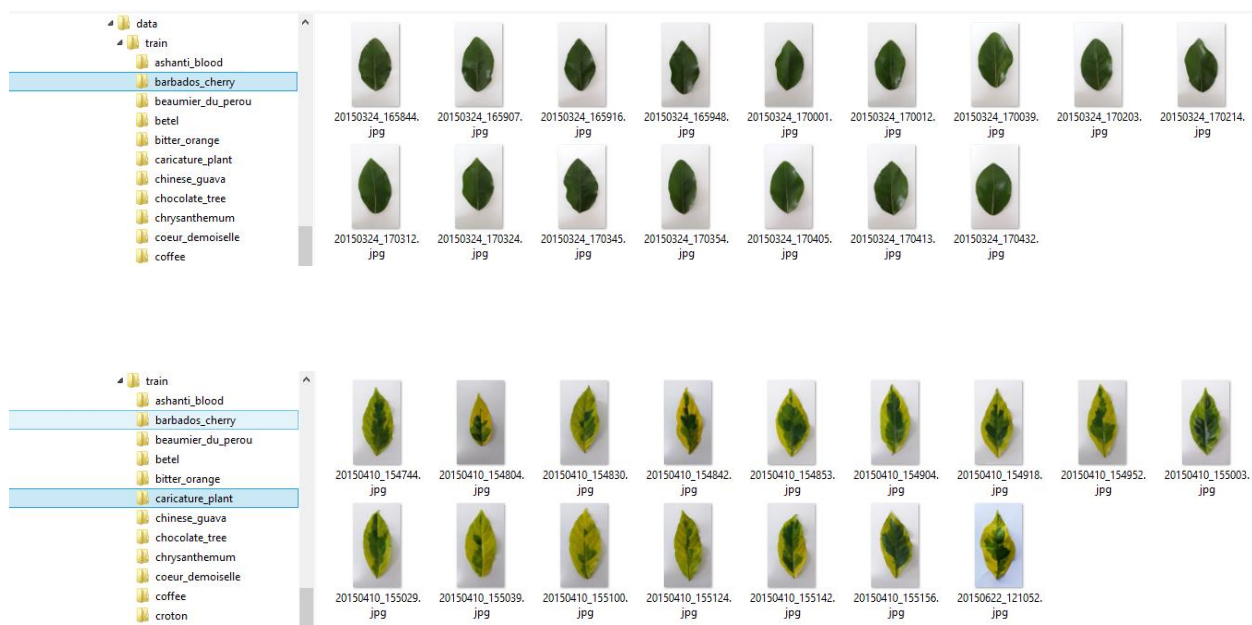 data
train
ashanti_blood
barbados_cherry
beaumier_du_perou
betel
bitter_orange
caricature_plant
chinese_guava
chocolate_tree
chrysanthemum
coeur_demoiselle
coffee
20150324_165844.
jpg
20150324_165907.
jpg
20150324_165916.
jpg
20150324_165948.
jpg
20150324_170001.
jpg
20150324_170012.
jpg
20150324_170039.
jpg
20150324_170203.
jpg
20150324_170214.
jpg
20150324_170312.
jpg
20150324_170324.
jpg
20150324_170345.
jpg
20150324_170354.
jpg
20150324_170405.
jpg
20150324_170413.
jpg
20150324_170432.
jpg
train
ashanti_blood
barbados_cherry
beaumier_du_perou
betel
bitter_orange
caricature_plant
chinese_guava
chocolate_tree
chrysanthemum
coeur_demoiselle
coffee
croton
20150410_154744.
jpg
20150410_154804.
jpg
20150410_154830.
jpg
20150410_154842.
jpg
20150410_154853.
jpg
20150410_154904.
jpg
20150410_154918.
jpg
20150410_154952.
jpg
20150410_155003.
jpg
20150410_155029.
jpg
20150410_155039.
jpg
20150410_155100.
jpg
20150410_155124.
jpg
20150410_155142.
jpg
20150410_155156.
jpg
20150622_121052.
jpg